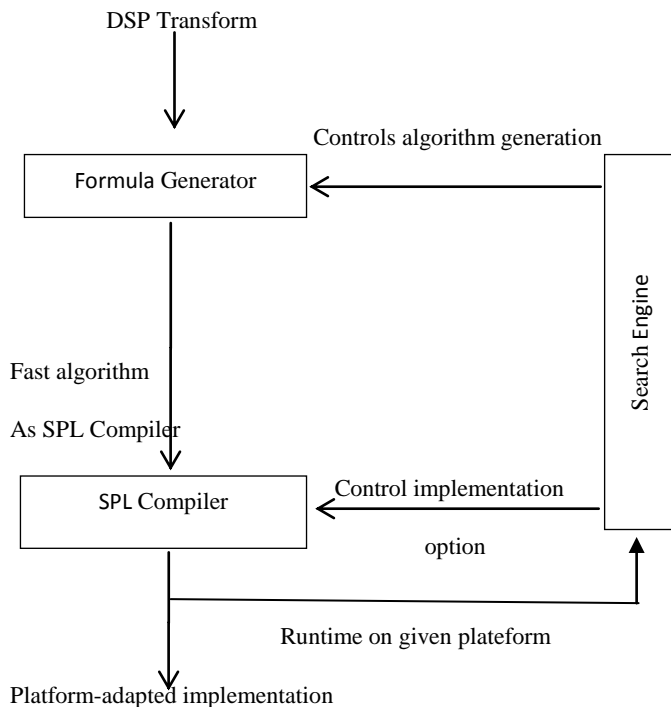 DSP Transform
Controls algorithm generation
Formula Generator
Search Engine
Fast algorithm
As SPL Compiler
SPL Compiler
Control implementation
option
Runtime on given plateform
Platform-adapted implementation